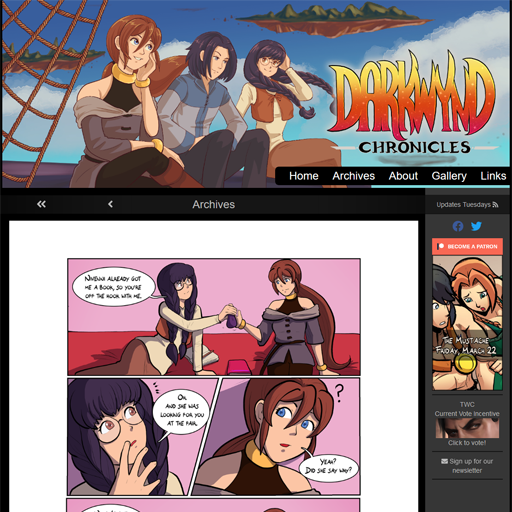 DARKWYND
CHRONICLES
Home Archives About Gallery Links
Archives
Updates Tuesdays
BECOME A PATRON
NIVENNI ALREADY GOT
ME A BOOK, SO YOU'RE
OFF THE HOOK WITH ME.
THE MUSTACHE
FRIDAY, MARCH 22
OH.
AND SHE WAS
LOOKING FOR YOU
AT THE FAIR.
?
YEAH?
DID SHE SAY WHY?
TWC
Current Vote Incentive
Click to vote!
Sign up for our
newsletter